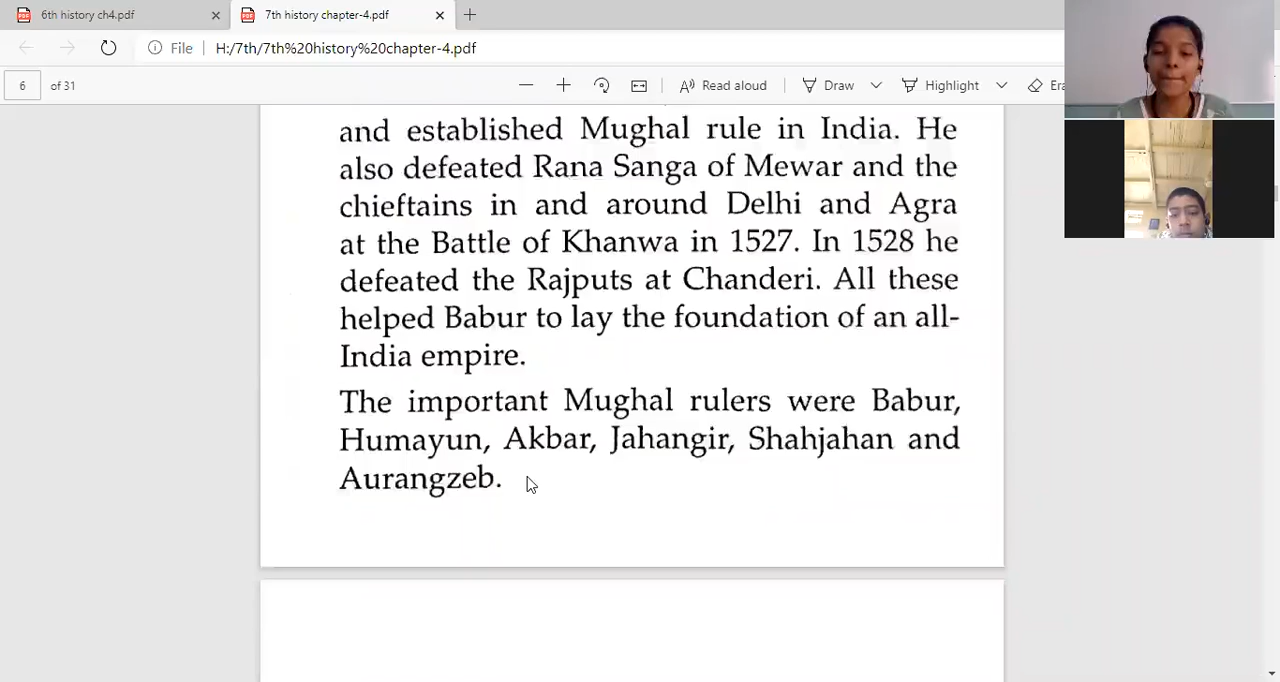 6th history ch4.pdf
7th history chapter-4.pdf
File
H:/7th/7th%20history%20chapter-4.pdf
6 of 31
Read aloud
Draw
Highlight
and established Mughal rule in India. He
also defeated Rana Sanga of Mewar and the
chieftains in and around Delhi and Agra
at the Battle of Khanwa in 1527. In 1528 he
defeated the Rajputs at Chanderi. All these
helped Babur to lay the foundation of an all-
India empire.
The important Mughal rulers were Babur,
Humayun, Akbar, Jahangir, Shahjahan and
Aurangzeb.